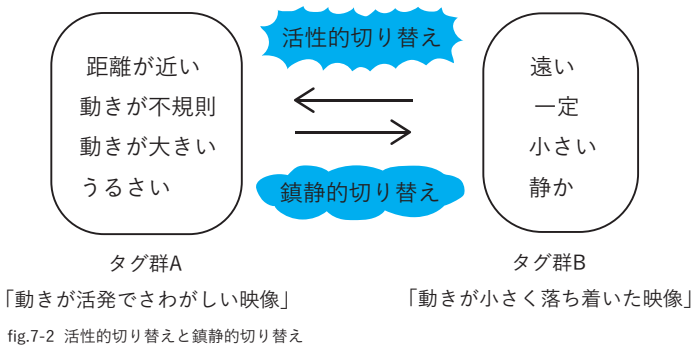 距離が近い
動きが不規則
動きが大きい
うるさい
活性的切り替え
鎮静的切り替え
遠い
一定
小さい
静か
タグ群A
「動きが活発でさわがしい映像」
タグ群B
「動きが小さく落ち着いた映像」
fig.7-2 活性的切り替えと鎮静的切り替え